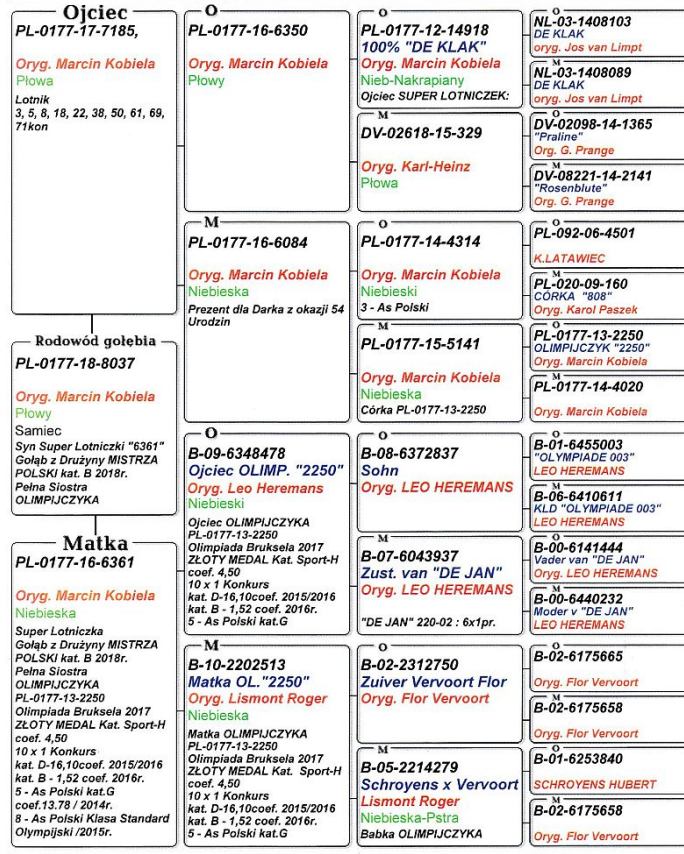 Ojciec
PL-0177-17-7185,
Oryg. Marcin Kobiela
Płowa
Lotnik
3, 5, 8, 18, 22, 38, 50, 61, 69,
71kon
Rodowód gołębia
PL-0177-18-8037
Oryg. Marcin Kobiela
Płowy
Samiec
Syn Super Lotniczki "6361"
Gołąb z Drużyny MISTRZA
POLSKI kat. B 2018r.
Pełna Siostra
OLIMPIJCZYKA
Matka
PL-0177-16-6361
Oryg. Marcin Kobiela
Niebieska
Super Lotniczka
Gołąb z Drużyny MISTRZA
POLSKI kat. B 2018r.
Pełna Siostra
OLIMPIJCZYKA
PL-0177-13-2250
Olimpiada Bruksela 2017
ZŁOTY MEDAL Kat. Sport-H
coef. 4,50
10 x 1 Konkurs
kat. D-16,10coef. 2015/2016
kat. B - 1,52 coef. 2016r.
5 - As Polski kat.G
coef.13.78 / 2014r.
8 - As Polski Klasa Standard
Olympijski /2015r.
O
PL-0177-16-6350
Oryg. Marcin Kobiela
Płowy
M
PL-0177-16-6084
Oryg. Marcin Kobiela
Niebieska
Prezent dla Darka z okazji 54
Urodzin
O
B-09-6348478
Ojciec OLIMP. "2250"
Oryg. Leo Heremans
Niebieski
Ojciec OLIMPIJCZYKA
PL-0177-13-2250
Olimpiada Bruksela 2017
ZŁOTY MEDAL Kat. Sport-H
coef. 4,50
10 x 1 Konkurs
kat. D-16,10coef. 2015/2016
kat. B - 1,52 coef. 2016r.
5 - As Polski kat.G
M
B-10-2202513
Matka OL."2250"
Oryg. Lismont Roger
Niebieska
Matka OLIMPIJCZYKA
PL-0177-13-2250
Olimpiada Bruksela 2017
ZŁOTY MEDAL Kat. Sport-H
coef. 4,50
10 x 1 Konkurs
kat. D-16,10coef. 2015/2016
kat. B - 1,52 coef. 2016r.
5 - As Polski kat.G
O
PL-0177-12-14918
100% "DE KLAK"
Oryg. Marcin Kobiela
Nieb-Nakrapiany
Ojciec SUPER LOTNICZEK:
M
DV-02618-15-329
Oryg. Karl-Heinz
Płowa
O
PL-0177-14-4314
Oryg. Marcin Kobiela
Niebieski
3 - As Polski
M
PL-0177-15-5141
Oryg. Marcin Kobiela
Niebieska
Córka PL-0177-13-2250
O
B-08-6372837
Sohn
Oryg. LEO HEREMANS
M
B-07-6043937
Zust. van "DE JAN"
Oryg. LEO HEREMANS
"DE JAN" 220-02 : 6x1pr.
O
B-02-2312750
Zuiver Vervoort Flor
Oryg. Flor Vervoort
M
B-05-2214279
Schroyens x Vervoort
Lismont Roger
Niebieska-Pstra
Babka OLIMPIJCZYKA
O
NL-03-1408103
DE KLAK
oryg. Jos van Limpt
M
NL-03-1408089
DE KLAK
oryg. Jos van Limpt
O
DV-02098-14-1365
"Praline"
Org. G. Prange
M
DV-08221-14-2141
"Rosenblute"
Org. G. Prange
O
PL-092-06-4501
K.LATAWIEC
M
PL-020-09-160
CÓRKA "808"
Oryg. Karol Paszek
O
PL-0177-13-2250
OLIMPIJCZYK "2250"
Oryg. Marcin Kobiela
M
PL-0177-14-4020
Oryg. Marcin Kobiela
O
B-01-6455003
"OLYMPIADE 003"
LEO HEREMANS
M
B-06-6410611
KLD "OLYMPIADE 003"
LEO HEREMANS
O
B-00-6141444
Vader van "DE JAN"
Oryg. LEO HEREMANS
M
B-00-6440232
Moder v "DE JAN"
LEO HEREMANS
O
B-02-6175665
Oryg. Flor Vervoort
M
B-02-6175658
Oryg. Flor Vervoort
O
B-01-6253840
SCHROYENS HUBERT
M
B-02-6175658
Oryg. Flor Vervoort